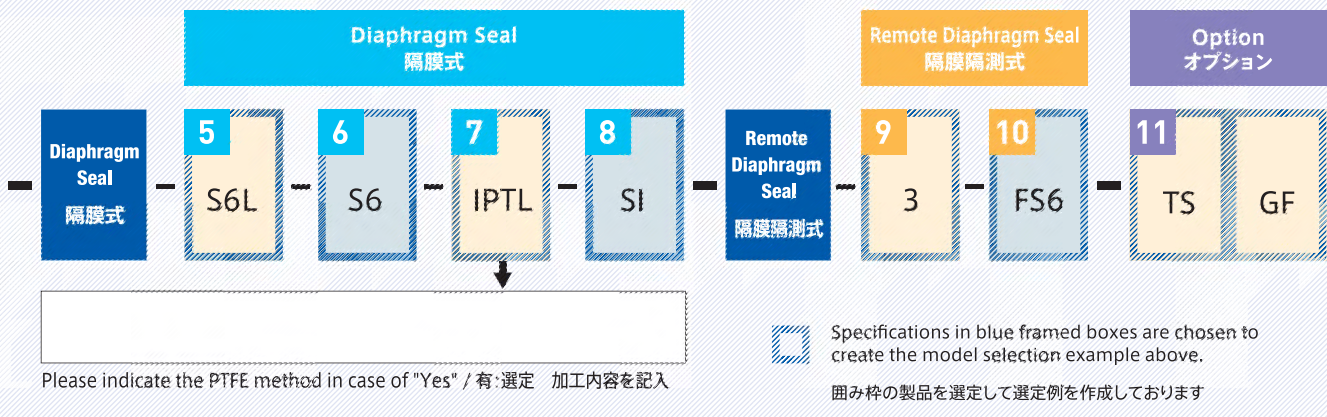 Diaphragm Seal
隔膜式
Remote Diaphragm Seal
隔膜隔測式
Option
オプション
Diaphragm
Seal
隔膜式
5
S6L
6
S6
7
IPTL
8
SI
Remote
Diaphragm
Seal
隔膜隔測式
9
3
10
FS6
11
TS
GF
Please indicate the PTFE method in case of "Yes" / 有:選定 加工内容を記入
Specifications in blue framed boxes are chosen to
create the model selection example above.
囲み枠の製品を選定して選定例を作成しております